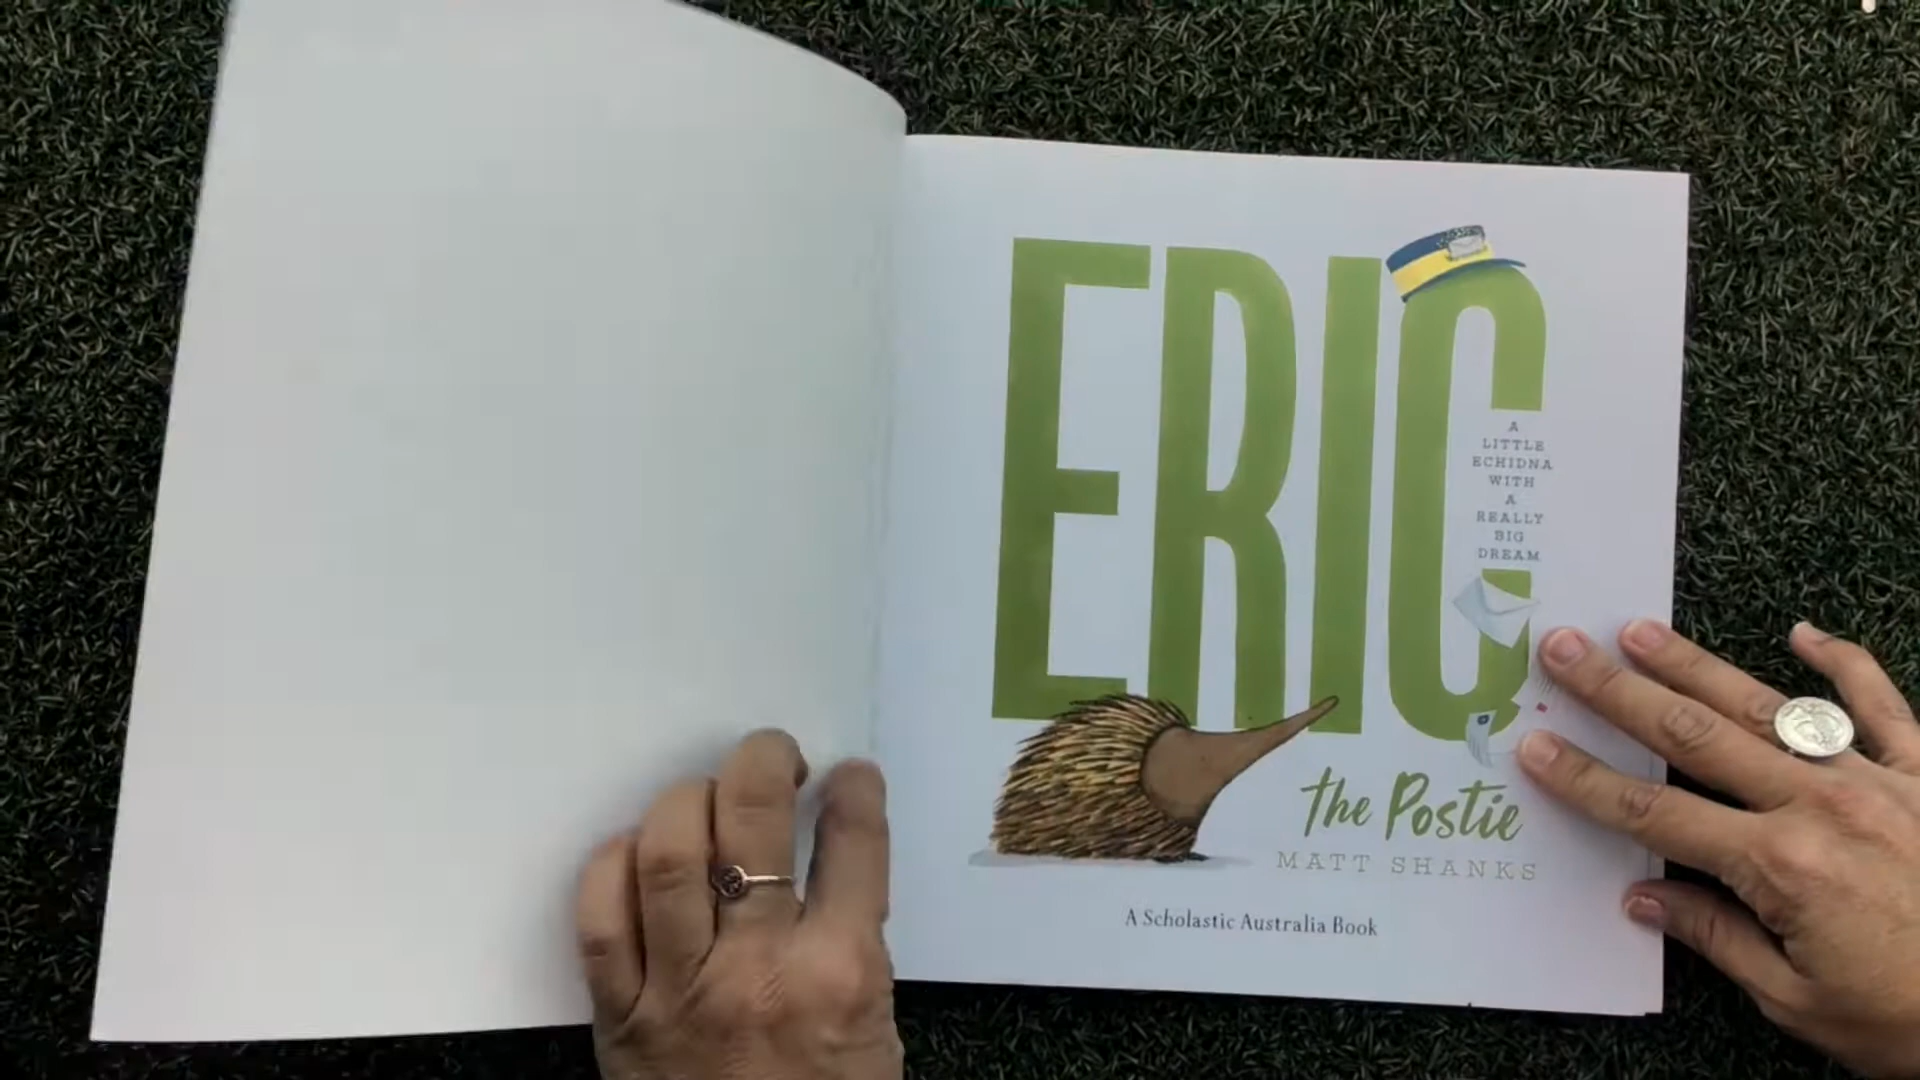 ERIC
A
LITTLE
ECHIDNA
WITH
A
REALLY
BIG
DREAM
the Postie
MATT SHANKS
A Scholastic Australia Book